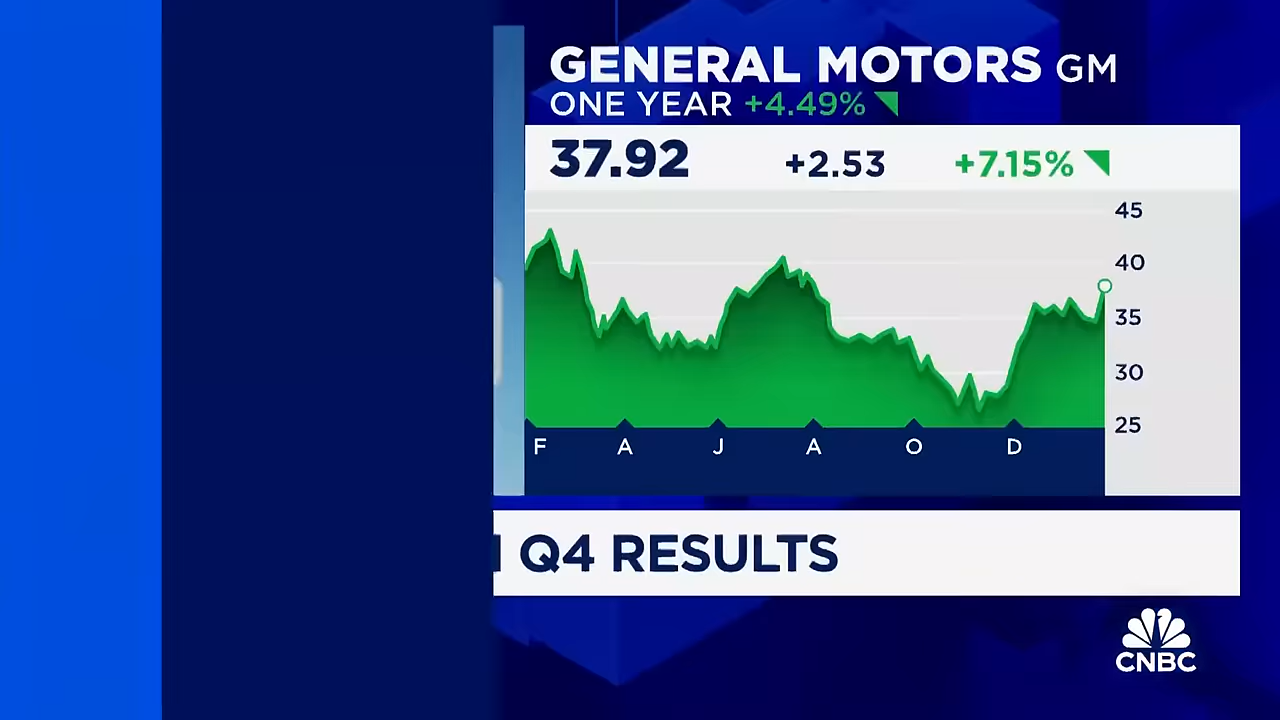 GENERAL MOTORS GM
ONE YEAR +4.49%
37.92 +2.53 +7.15%
45
40
35
30
25
F A J A O D
Q4 RESULTS
CNBC